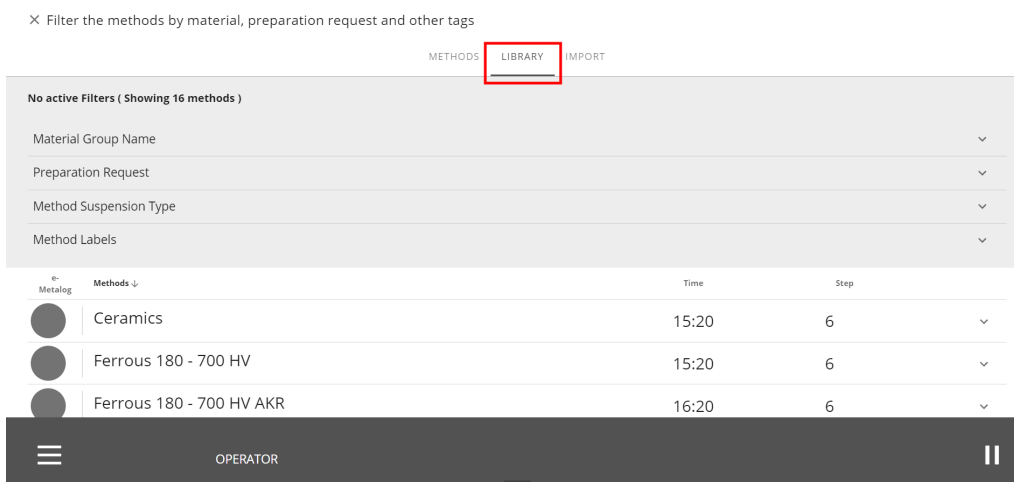 × Filter the methods by material, preparation request and other tags
METHODS LIBRARY IMPORT
No active Filters ( Showing 16 methods )
Material Group Name
Preparation Request
Method Suspension Type
Method Labels
e-
Metalog Methods ↓ Time Step
Ceramics 15:20 6
Ferrous 180 - 700 HV 15:20 6
Ferrous 180 - 700 HV AKR 16:20 6
OPERATOR